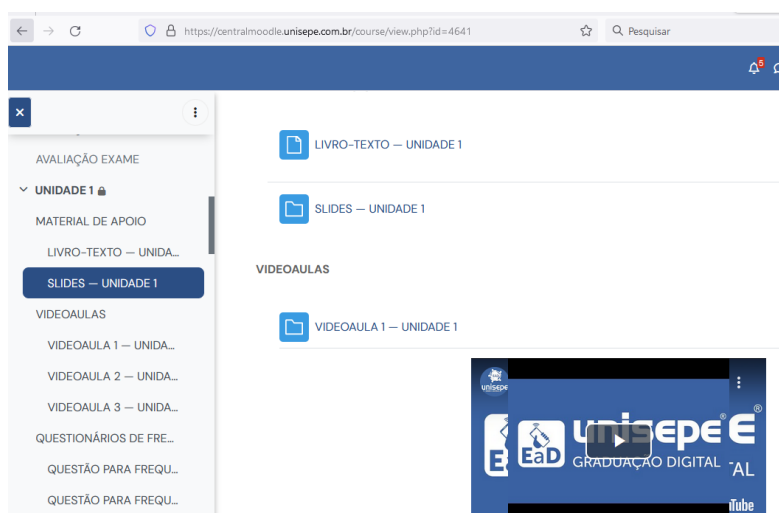 https://centralmoodle.unisepe.com.br/course/view.php?id=4641
Pesquisar
5
AVALIAÇÃO EXAME
UNIDADE 1
MATERIAL DE APOIO
LIVRO-TEXTO — UNIDA...
SLIDES — UNIDADE 1
VIDEOAULAS
VIDEOAULA 1 — UNIDA...
VIDEOAULA 2 — UNIDA...
VIDEOAULA 3 — UNIDA...
QUESTIONÁRIOS DE FRE...
QUESTÃO PARA FREQU...
QUESTÃO PARA FREQU...
LIVRO-TEXTO — UNIDADE 1
SLIDES — UNIDADE 1
VIDEOAULAS
VIDEOAULA 1 — UNIDADE 1
unisepe
EaD
unisepe®
GRADUAÇÃO DIGITAL